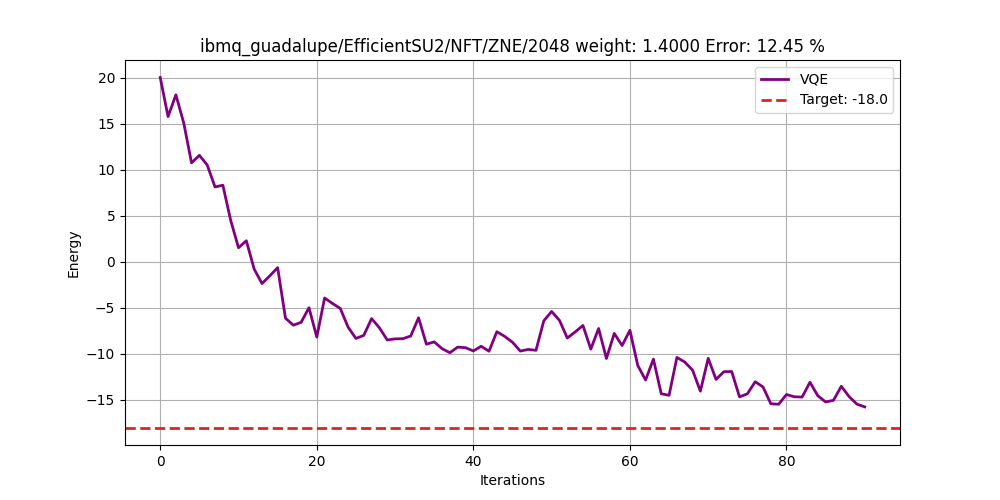 ibmq_guadalupe/EfficientSU2/NFT/ZNE/2048 weight: 1.4000 Error: 12.45 %
VQE
Target: -18.0
20
15
10
5
0
−5
−10
−15
Energy
0 20 40 60 80
Iterations